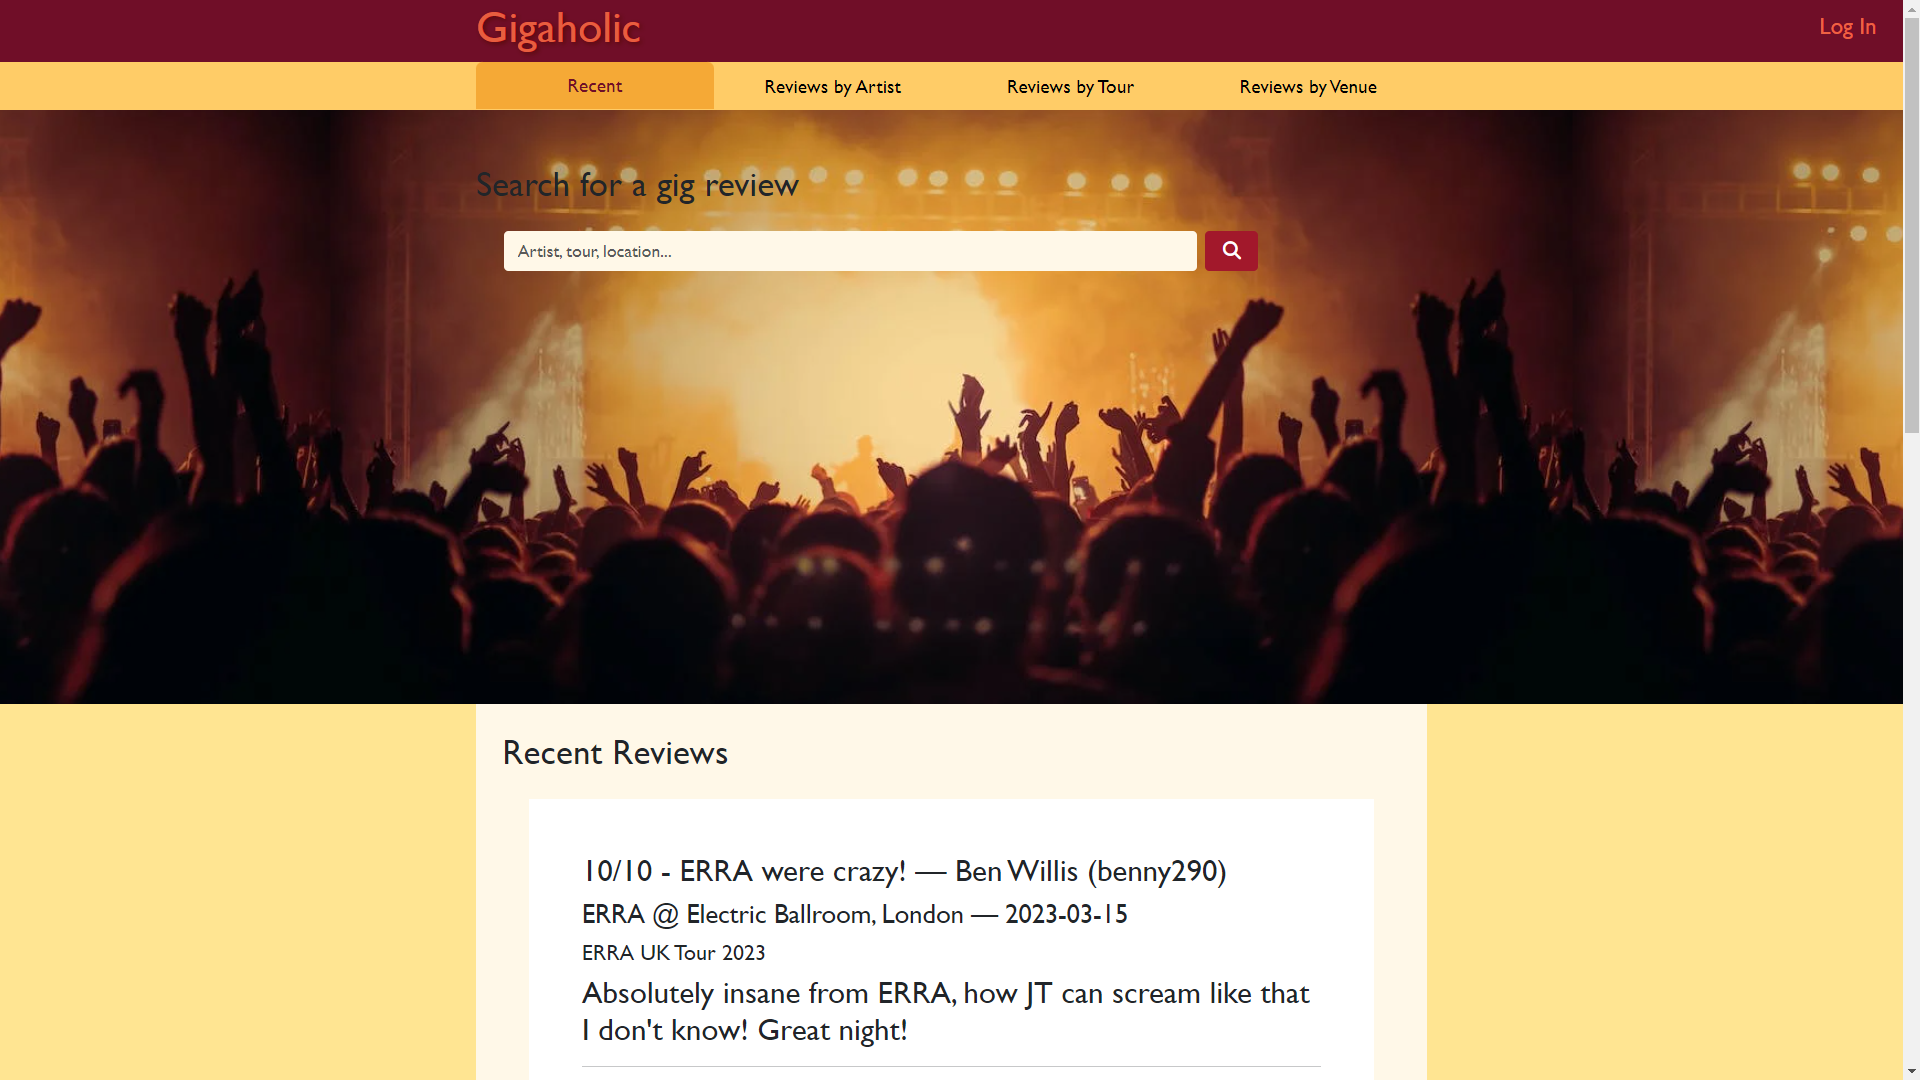 Gigaholic
Log In
Recent
Reviews by Artist
Reviews by Tour
Reviews by Venue
Search for a gig review
Artist, tour, location...
Recent Reviews
10/10 - ERRA were crazy! — Ben Willis (benny290)
ERRA @ Electric Ballroom, London — 2023-03-15
ERRA UK Tour 2023
Absolutely insane from ERRA, how JT can scream like that
I don't know! Great night!